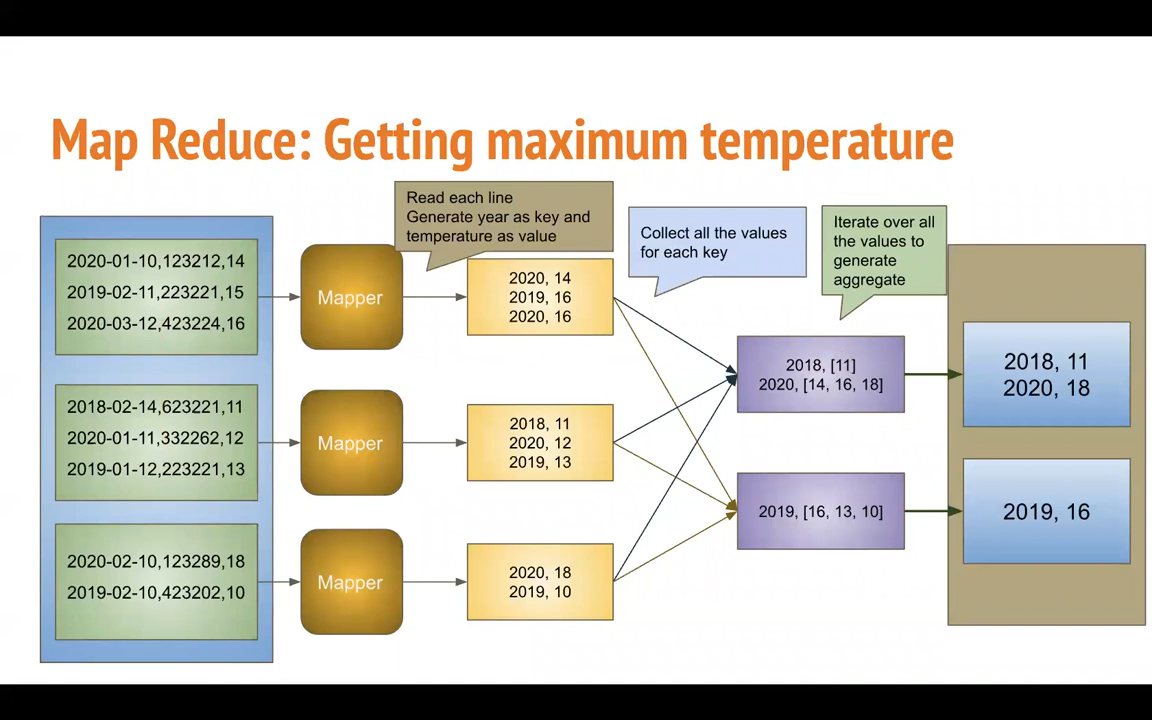 Map Reduce: Getting maximum temperature
Read each line
Generate year as key and
temperature as value
Collect all the values
for each key
Iterate over all
the values to
generate
aggregate
2020-01-10,123212,14
2019-02-11,223221,15
2020-03-12,423224,16
Mapper
2020, 14
2019, 16
2020, 16
2018-02-14,623221,11
2020-01-11,332262,12
2019-01-12,223221,13
Mapper
2018, 11
2020, 12
2019, 13
2020-02-10,123289,18
2019-02-10,423202,10
Mapper
2020, 18
2019, 10
2018, [11]
2020, [14, 16, 18]
2019, [16, 13, 10]
2018, 11
2020, 18
2019, 16